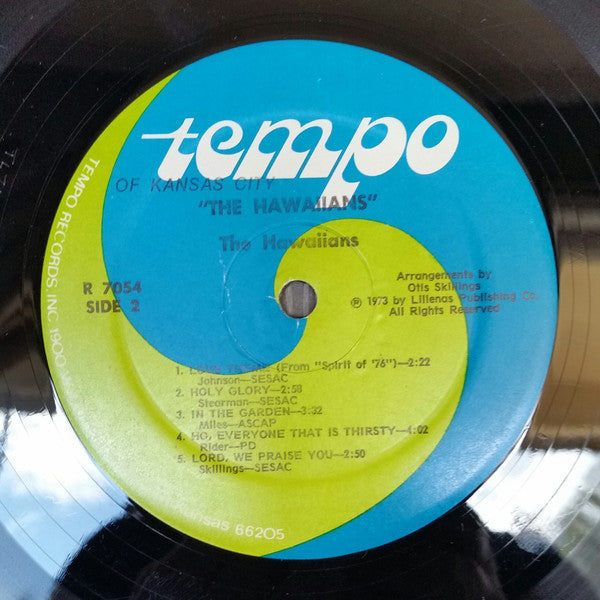 tempo
OF KANSAS CITY
"THE HAWAIIANS"
The Hawaiians
R 7054
SIDE 2
Arrangements by
Otis Skillings
℗ 1973 by Lillenas Publishing Co.
All Rights Reserved
1. (From "Spirit of '76")—2:22
Johnson—SESAC
2. HOLY GLORY—2:58
Stearman—SESAC
3. IN THE GARDEN—3:32
Miles—ASCAP
4. HO, EVERYONE THAT IS THIRSTY—4:02
Rider—PD
5. LORD, WE PRAISE YOU—2:50
Skillings—SESAC
TEMPO RECORDS INC. 1900
Kansas 66205